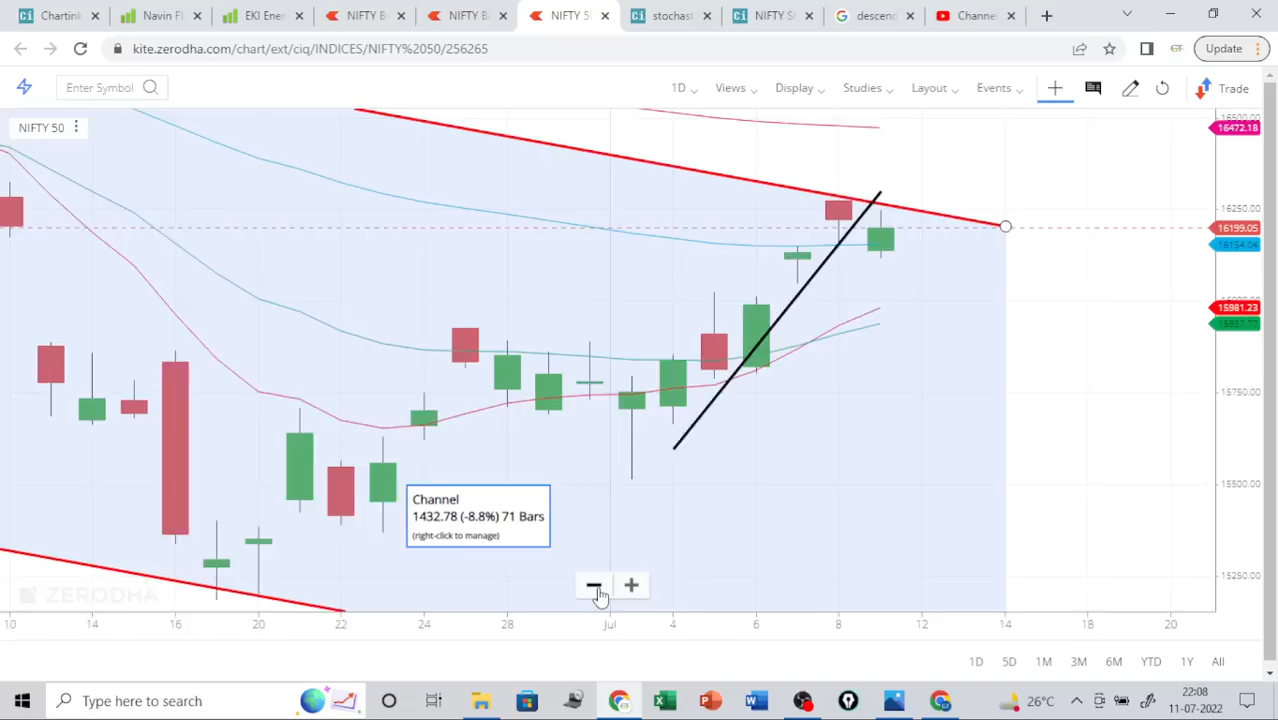 Chartink
Navin Fl
EKI Ener
NIFTY B
NIFTY B
NIFTY 5
stochast
NIFTY S
descend
Channel
kite.zerodha.com/chart/ext/ciq/INDICES/NIFTY%2050/256265
GF
Update
Enter Symbol
1D Views Display Studies Layout Events Trade
NIFTY 50
16500.00
16472.18
16250.00
16199.05
16154.04
15981.23
15750.00
15500.00
15250.00
Channel
1432.78 (-8.8%) 71 Bars
(right-click to manage)
ZERODHA
10 14 16 20 22 24 28 Jul 4 6 8 12 14 18 20
1D 5D 1M 3M 6M YTD 1Y All
Type here to search
26°C
22:08
11-07-2022